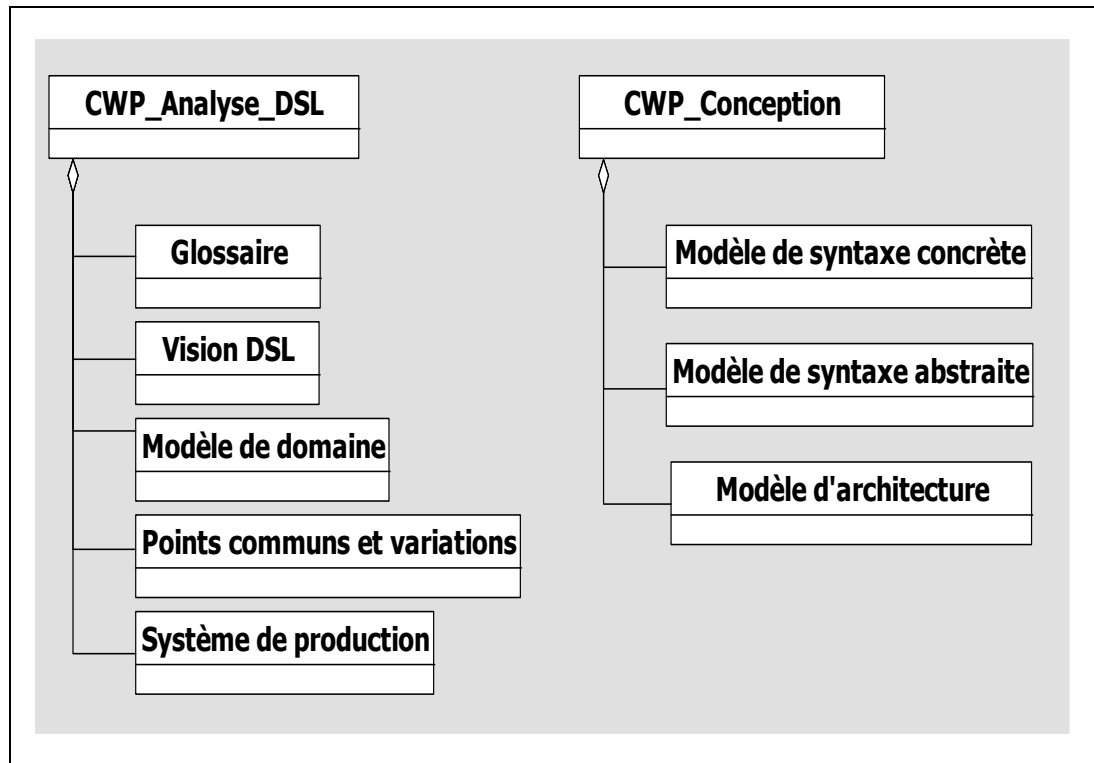 CWP_Analyse_DSL
Glossaire
Vision DSL
Modèle de domaine
Points communs et variations
Système de production
CWP_Conception
Modèle de syntaxe concrète
Modèle de syntaxe abstraite
Modèle d'architecture